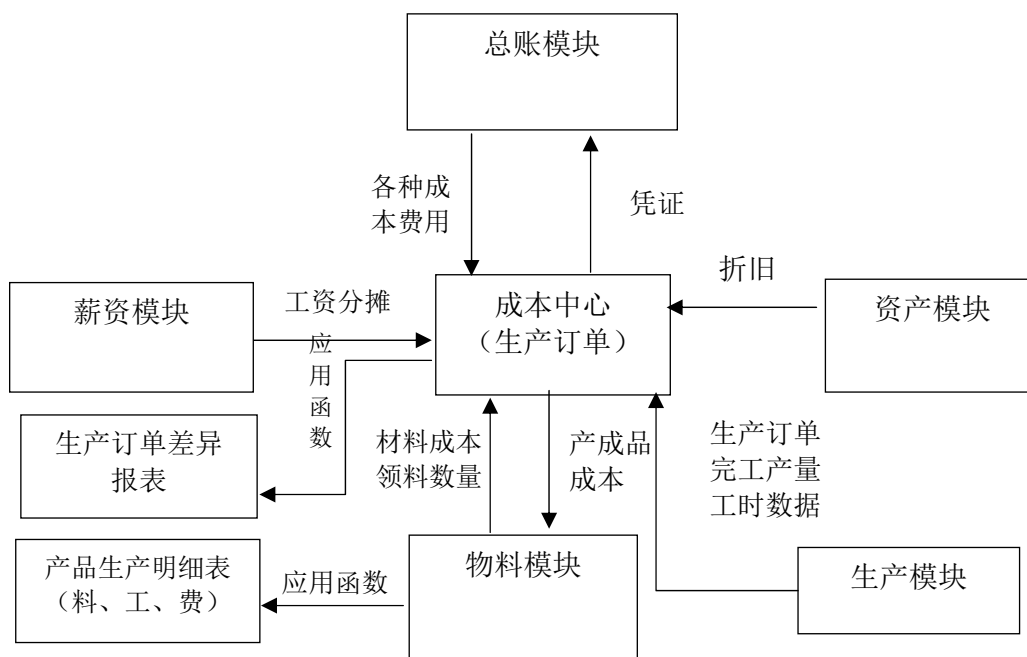 总账模块
各种成
本费用
凭证
折旧
薪资模块
工资分摊
成本中心
（生产订单）
资产模块
应
用
函
数
生产订单差异
报表
材料成本
领料数量
产成品
成本
生产订单
完工产量
工时数据
产品生产明细表
（料、工、费）
应用函数
物料模块
生产模块